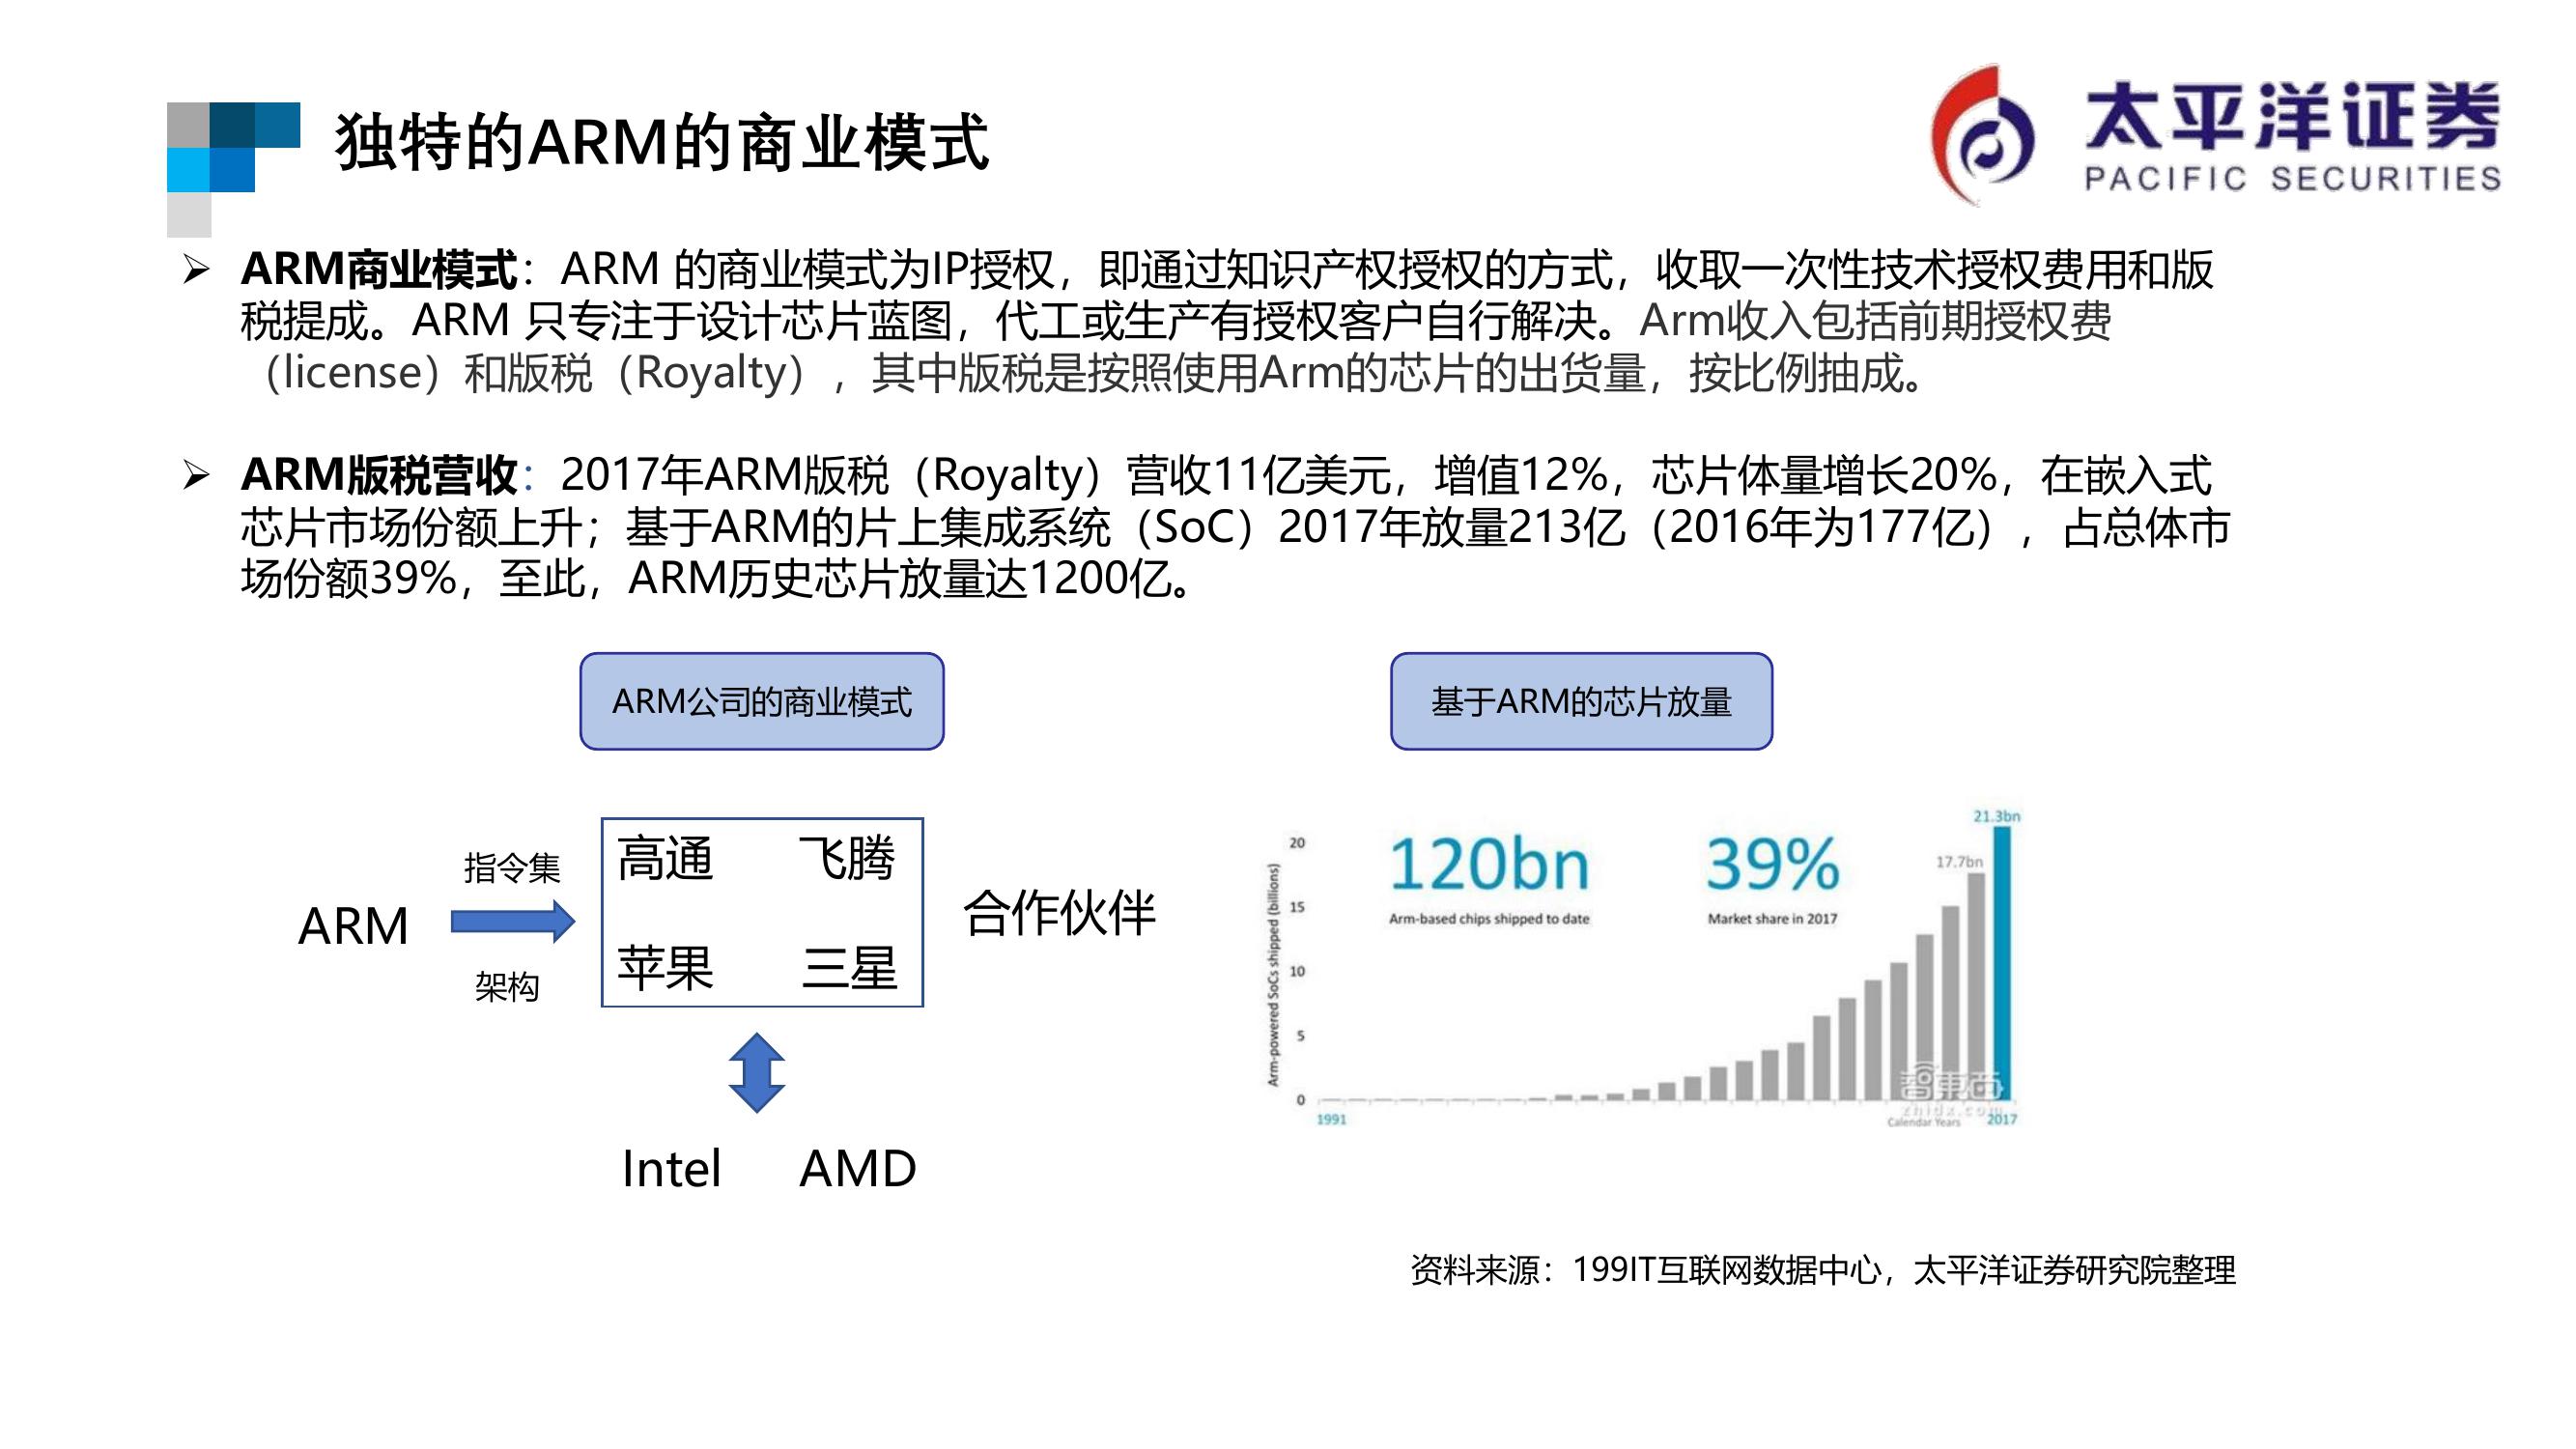 独特的ARM的商业模式
太平洋证券
PACIFIC SECURITIES
➢ ARM商业模式：ARM 的商业模式为IP授权，即通过知识产权授权的方式，收取一次性技术授权费用和版
税提成。ARM 只专注于设计芯片蓝图，代工或生产有授权客户自行解决。Arm收入包括前期授权费
（license）和版税（Royalty），其中版税是按照使用Arm的芯片的出货量，按比例抽成。
➢ ARM版税营收：2017年ARM版税（Royalty）营收11亿美元，增值12%，芯片体量增长20%，在嵌入式
芯片市场份额上升；基于ARM的片上集成系统（SoC）2017年放量213亿（2016年为177亿），占总体市
场份额39%，至此，ARM历史芯片放量达1200亿。
ARM公司的商业模式
ARM
指令集
架构
高通 飞腾
苹果 三星
合作伙伴
Intel AMD
基于ARM的芯片放量
Arm-powered SoCs shipped (billions)
20
15
10
5
0
120bn
Arm-based chips shipped to date
39%
Market share in 2017
17.7bn
21.3bn
智东西
zhidx.com
1991
Calendar Years
2017
资料来源：199IT互联网数据中心，太平洋证券研究院整理